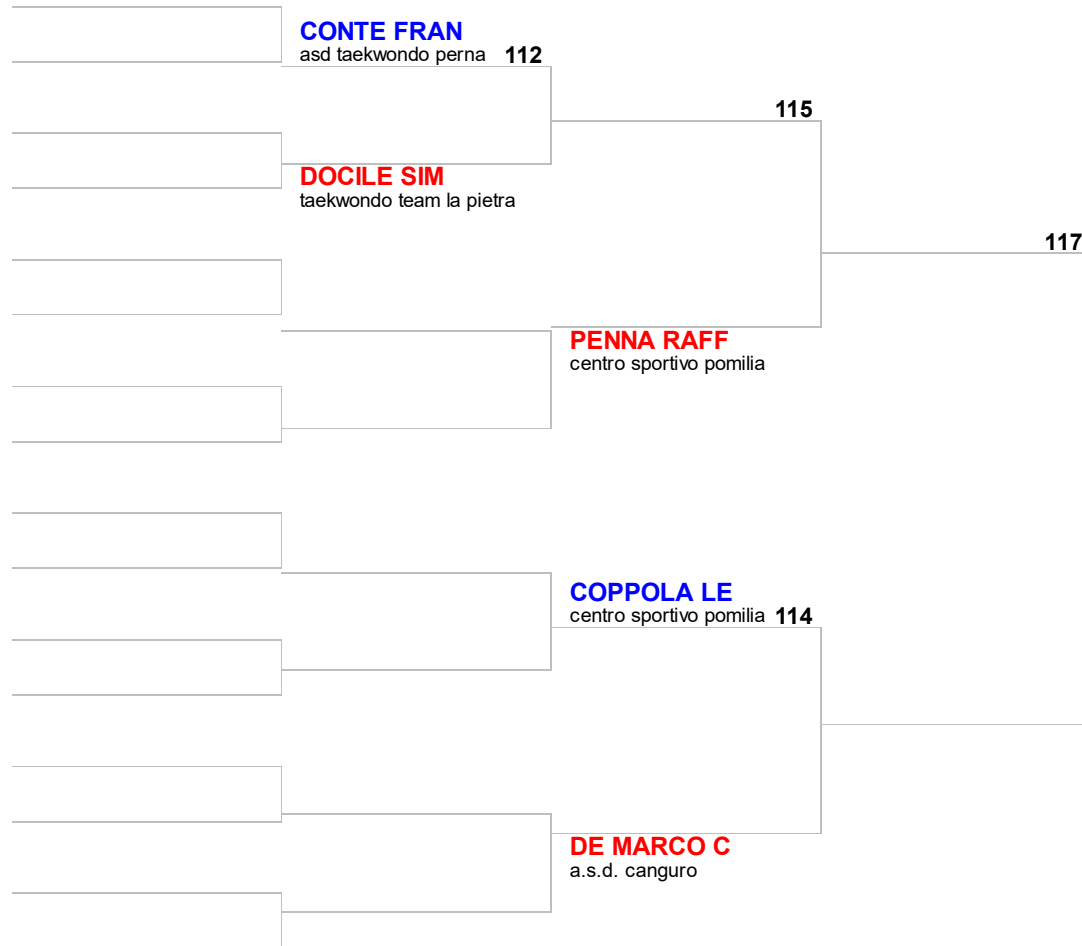 CONTE FRAN
asd taekwondo perna 112
115
DOCILE SIM
taekwondo team la pietra
117
PENNA RAFF
centro sportivo pomilia
COPPOLA LE
centro sportivo pomilia 114
DE MARCO C
a.s.d. canguro